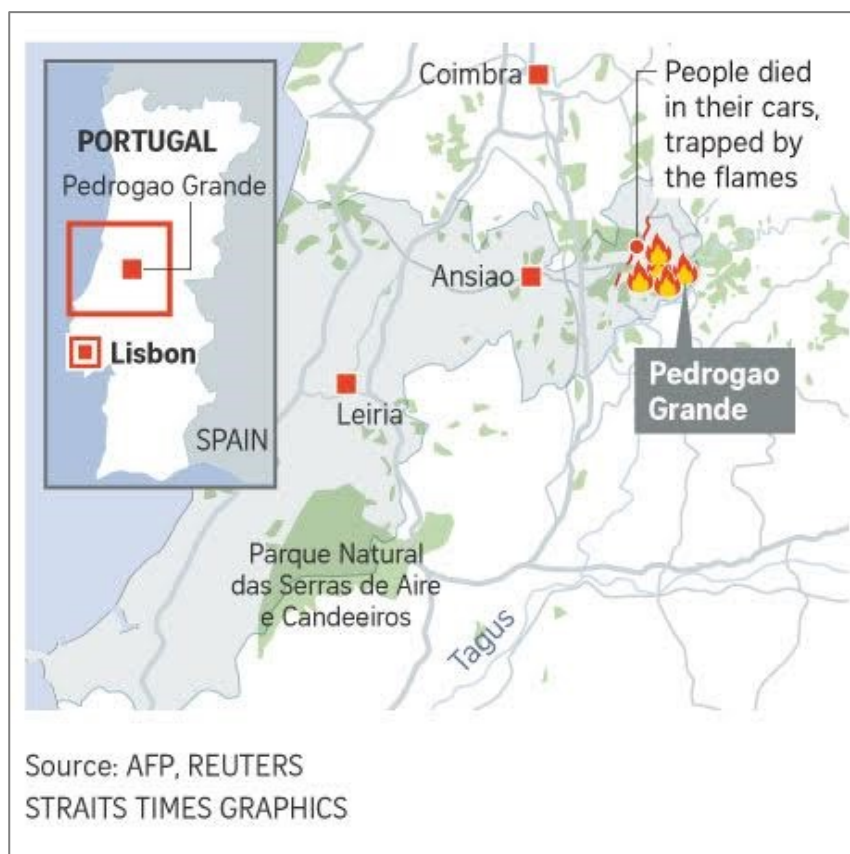 PORTUGAL
Pedrogao Grande
Lisbon
SPAIN
Coimbra
People died
in their cars,
trapped by
the flames
Ansiao
Pedrogao
Grande
Leiria
Parque Natural
das Serras de Aire
e Candeeiros
Tagus
Source: AFP, REUTERS
STRAITS TIMES GRAPHICS